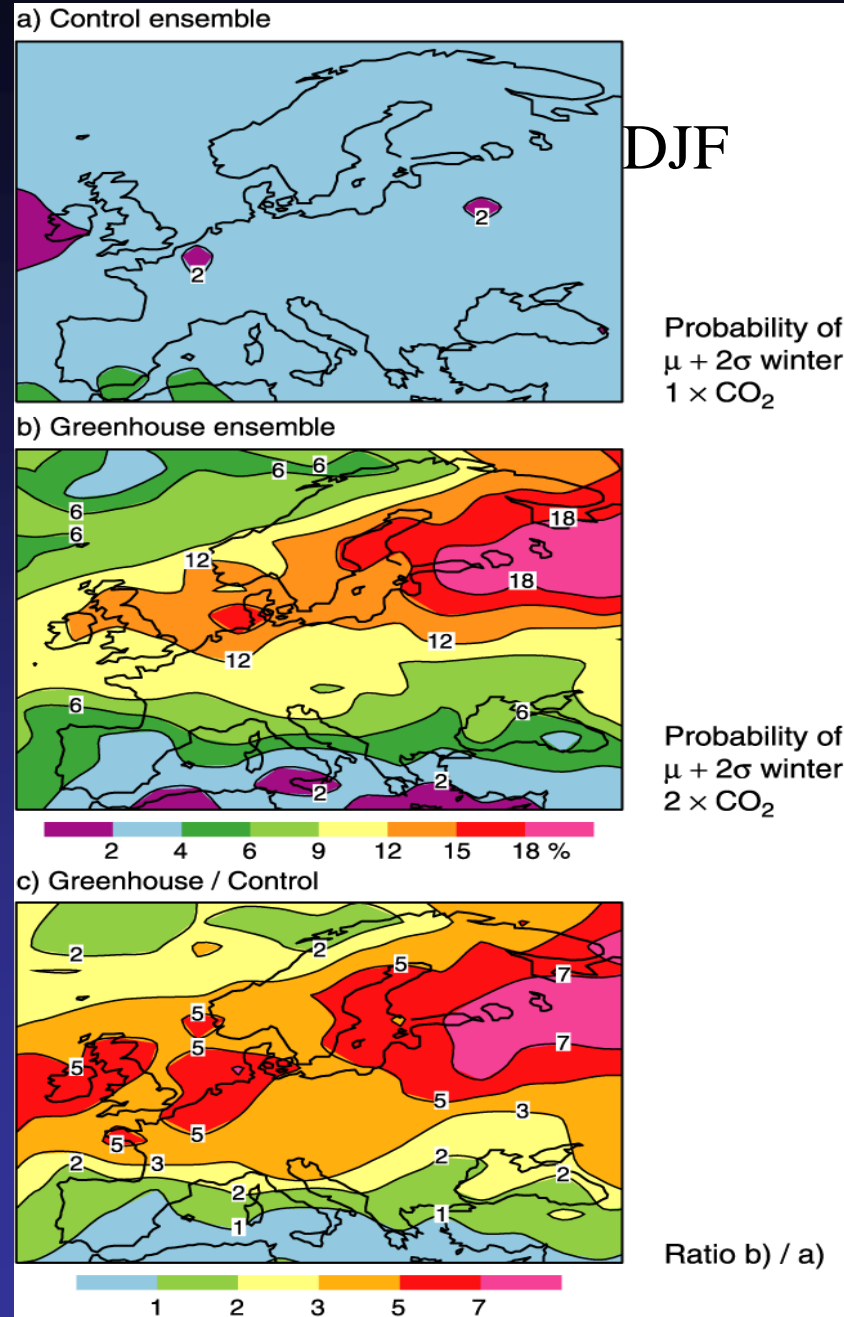 a) Control ensemble
DJF
2
2
Probability of
μ + 2σ winter
1 × CO₂
b) Greenhouse ensemble
6 6
6
6
18
12
18
12
12
6
6
2
2
Probability of
μ + 2σ winter
2 × CO₂
2 4 6 9 12 15 18 %
c) Greenhouse / Control
2
2
5
7
5
5
7
5
5
3
5
5
2
3
2
2
2
1
1
Ratio b) / a)
1 2 3 5 7